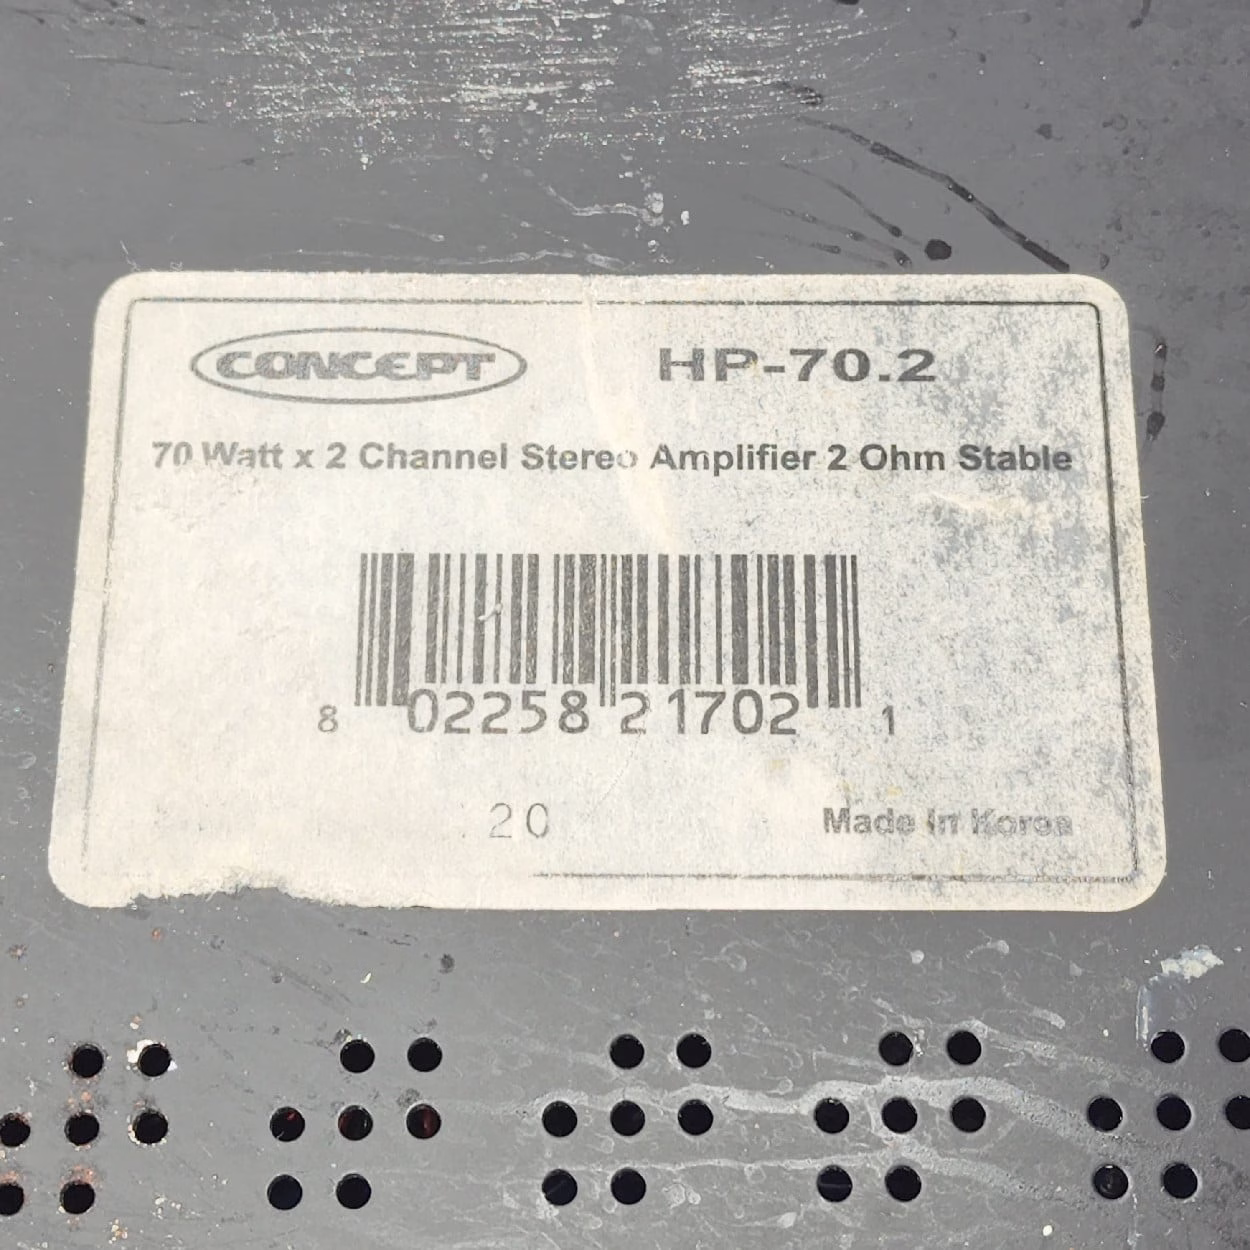 CONCEPT HP-70.2
70 Watt x 2 Channel Stereo Amplifier 2 Ohm Stable
8 02258 21702 1
20 Made In Korea